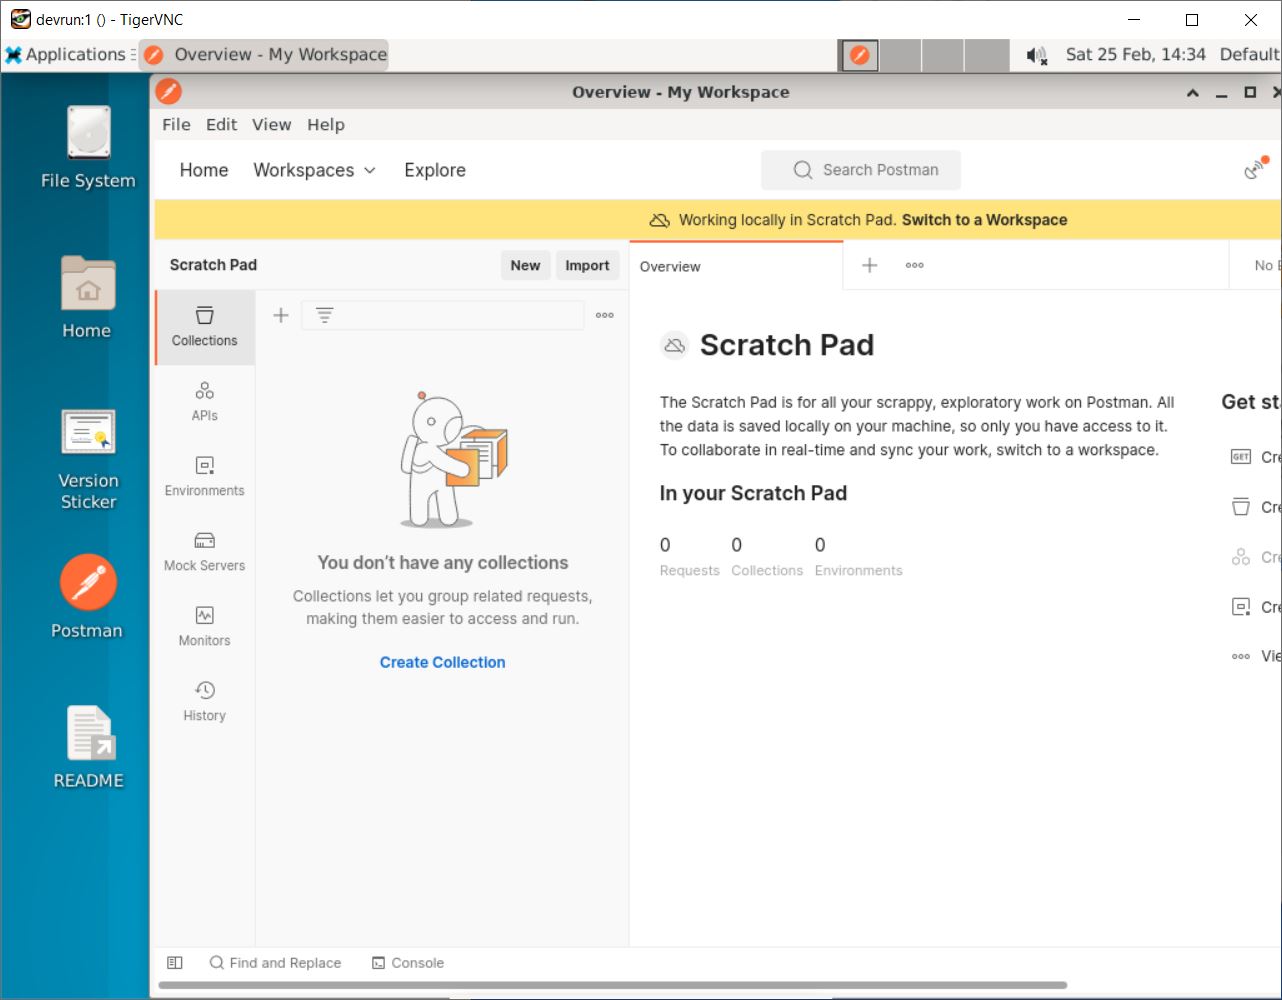 devrun:1 () - TigerVNC
Applications
Overview - My Workspace
Sat 25 Feb, 14:34
Default
Overview - My Workspace
File Edit View Help
Home Workspaces Explore
Search Postman
Working locally in Scratch Pad. Switch to a Workspace
Scratch Pad
New
Import
Overview
No
Collections
APIs
Environments
Mock Servers
Monitors
History
You don’t have any collections
Collections let you group related requests,
making them easier to access and run.
Create Collection
Scratch Pad
The Scratch Pad is for all your scrappy, exploratory work on Postman. All
the data is saved locally on your machine, so only you have access to it.
To collaborate in real-time and sync your work, switch to a workspace.
In your Scratch Pad
0 0 0
Requests Collections Environments
Get
GET
File System
Home
Version
Sticker
Postman
README
Find and Replace
Console